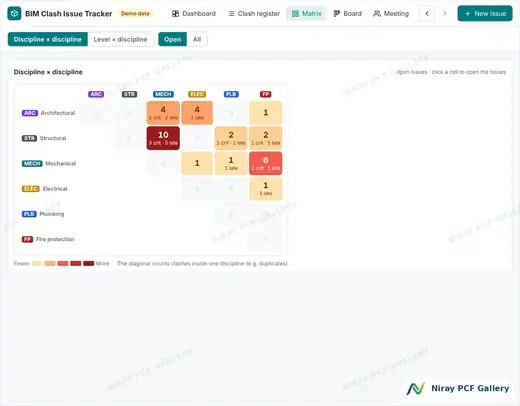 BIM Clash Issue Tracker Demo data Dashboard Clash register Matrix Board Meeting + New issue
Discipline × discipline Level × discipline Open All
Discipline × discipline open issues · click a cell to open the issues
ARC STR MECH ELEC PLB FP
ARC Architectural 4 4 1
1 crit · 2 late 1 late
STR Structural 10 2 2
3 crit · 5 late 1 crit · 1 late 1 crit · 1 late
MECH Mechanical 1 1 6
1 late 1 crit · 1 late
ELEC Electrical 1
1 late
PLB Plumbing
FP Fire protection
Fewer More The diagonal counts clashes inside one discipline (e.g. duplicates).
NIRAY PCF GALLERY
Niray PCF Gallery